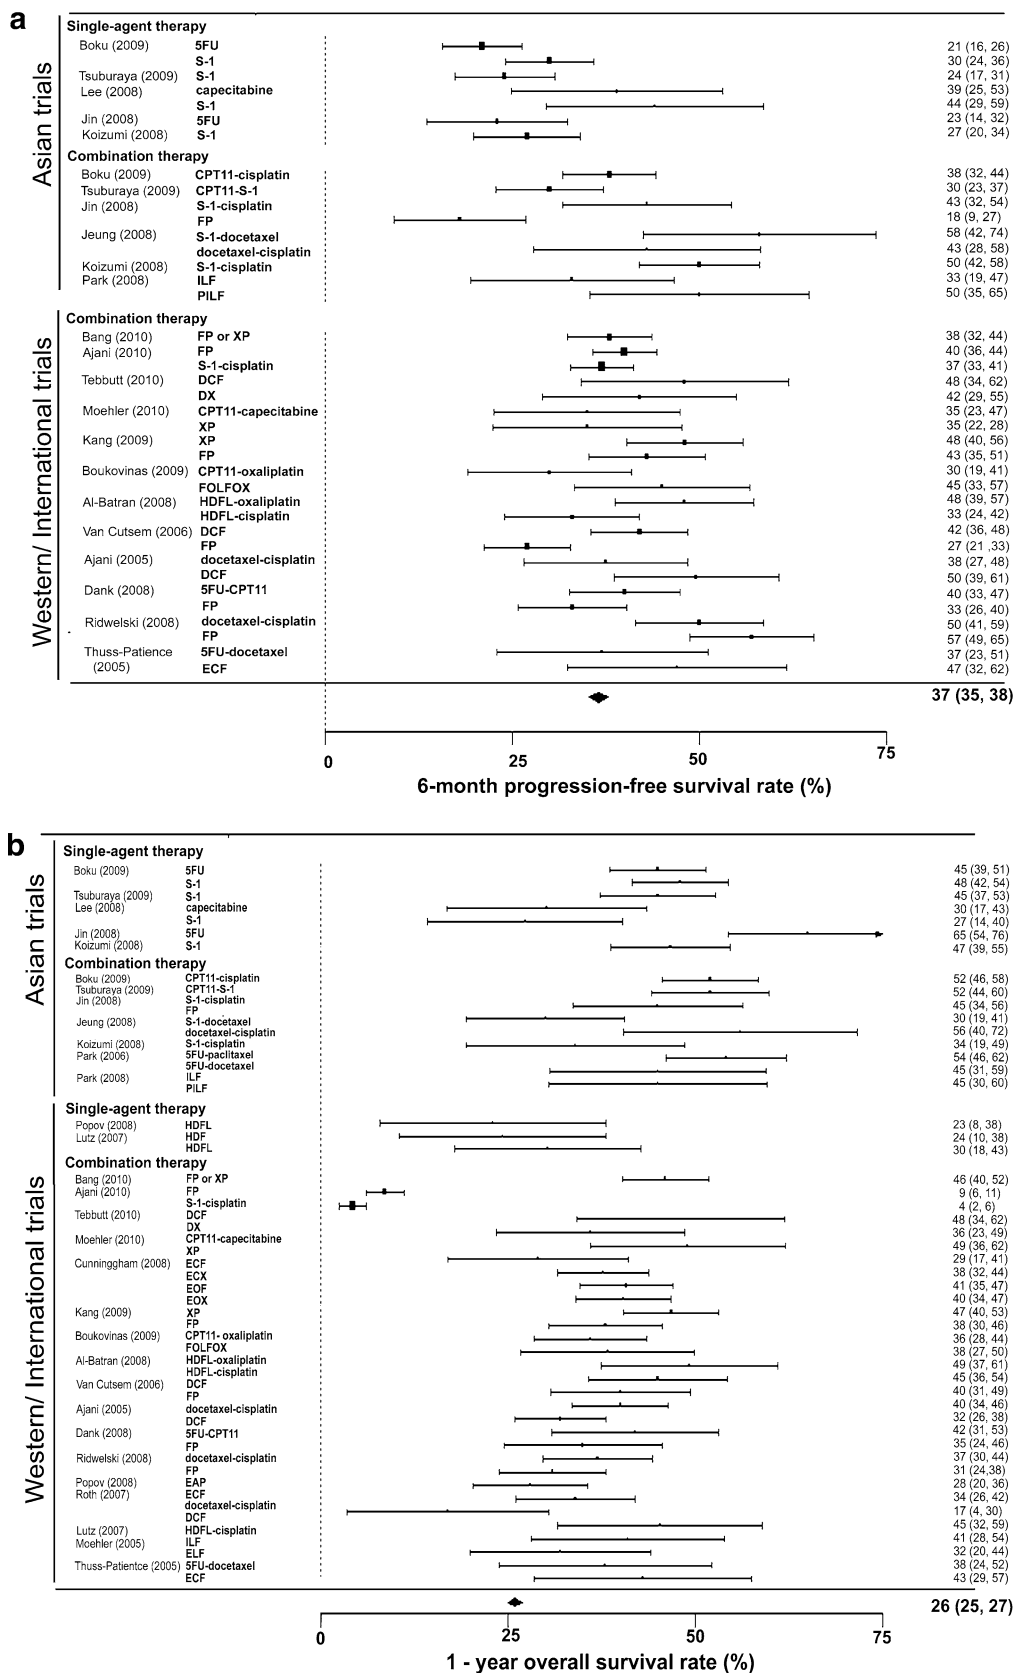 a
Asian trials
Single-agent therapy
Boku (2009) 5FU 21 (16, 26)
S-1 30 (24, 36)
Tsuburaya (2009) S-1 24 (17, 31)
Lee (2008) capecitabine 39 (25, 53)
S-1 44 (29, 59)
Jin (2008) 5FU 23 (14, 32)
Koizumi (2008) S-1 27 (20, 34)
Combination therapy
Boku (2009) CPT11-cisplatin 38 (32, 44)
Tsuburaya (2009) CPT11-S-1 30 (23, 37)
Jin (2008) S-1-cisplatin 43 (32, 54)
FP 18 (9, 27)
Jeung (2008) S-1-docetaxel 58 (42, 74)
docetaxel-cisplatin 43 (28, 58)
Koizumi (2008) S-1-cisplatin 50 (42, 58)
Park (2008) ILF 33 (19, 47)
PILF 50 (35, 65)
Western/ International trials
Combination therapy
Bang (2010) FP or XP 38 (32, 44)
Ajani (2010) FP 40 (36, 44)
S-1-cisplatin 37 (33, 41)
Tebbutt (2010) DCF 48 (34, 62)
DX 42 (29, 55)
Moehler (2010) CPT11-capecitabine 35 (23, 47)
XP 35 (22, 28)
Kang (2009) XP 48 (40, 56)
FP 43 (35, 51)
Boukovinas (2009) CPT11-oxaliplatin 30 (19, 41)
FOLFOX 45 (33, 57)
Al-Batran (2008) HDFL-oxaliplatin 48 (39, 57)
HDFL-cisplatin 33 (24, 42)
Van Cutsem (2006) DCF 42 (36, 48)
FP 27 (21 ,33)
Ajani (2005) docetaxel-cisplatin 38 (27, 48)
DCF 50 (39, 61)
Dank (2008) 5FU-CPT11 40 (33, 47)
FP 33 (26, 40)
Ridwelski (2008) docetaxel-cisplatin 50 (41, 59)
FP 57 (49, 65)
Thuss-Patience 5FU-docetaxel 37 (23, 51)
(2005) ECF 47 (32, 62)
37 (35, 38)
0 25 50 75
6-month progression-free survival rate (%)
b
Asian trials
Single-agent therapy
Boku (2009) 5FU 45 (39, 51)
S-1 48 (42, 54)
Tsuburaya (2009) S-1 45 (37, 53)
Lee (2008) capecitabine 30 (17, 43)
S-1 27 (14, 40)
Jin (2008) 5FU 65 (54, 76)
Koizumi (2008) S-1 47 (39, 55)
Combination therapy
Boku (2009) CPT11-cisplatin 52 (46, 58)
Tsuburaya (2009) CPT11-S-1 52 (44, 60)
Jin (2008) S-1-cisplatin 45 (34, 56)
FP
Jeung (2008) S-1-docetaxel 30 (19, 41)
docetaxel-cisplatin 56 (40, 72)
Koizumi (2008) S-1-cisplatin 34 (19, 49)
Park (2006) 5FU-paclitaxel 54 (46, 62)
5FU-docetaxel 45 (31, 59)
Park (2008) ILF
PILF 45 (30, 60)
Western/ International trials
Single-agent therapy
Popov (2008) HDFL 23 (8, 38)
Lutz (2007) HDF 24 (10, 38)
HDFL 30 (18, 43)
Combination therapy
Bang (2010) FP or XP 46 (40, 52)
Ajani (2010) FP 9 (6, 11)
S-1-cisplatin 4 (2, 6)
Tebbutt (2010) DCF 48 (34, 62)
DX 36 (23, 49)
Moehler (2010) CPT11-capecitabine
XP 49 (36, 62)
Cunninggham (2008) ECF 29 (17, 41)
ECX 38 (32, 44)
EOF 41 (35, 47)
EOX 40 (34, 47)
Kang (2009) XP 47 (40, 53)
FP 38 (30, 46)
Boukovinas (2009) CPT11- oxaliplatin 36 (28, 44)
FOLFOX 38 (27, 50)
Al-Batran (2008) HDFL-oxaliplatin 49 (37, 61)
HDFL-cisplatin 45 (36, 54)
Van Cutsem (2006) DCF
FP 40 (31, 49)
Ajani (2005) docetaxel-cisplatin 40 (34, 46)
DCF 32 (26, 38)
Dank (2008) 5FU-CPT11 42 (31, 53)
FP 35 (24, 46)
Ridwelski (2008) docetaxel-cisplatin 37 (30, 44)
FP 31 (24,38)
Popov (2008) EAP 28 (20, 36)
Roth (2007) ECF 34 (26, 42)
docetaxel-cisplatin
DCF 17 (4, 30)
Lutz (2007) HDFL-cisplatin 45 (32, 59)
Moehler (2005) ILF 41 (28, 54)
ELF 32 (20, 44)
Thuss-Patientce (2005) 5FU-docetaxel 38 (24, 52)
ECF 43 (29, 57)
26 (25, 27)
0 25 50 75
1 - year overall survival rate (%)